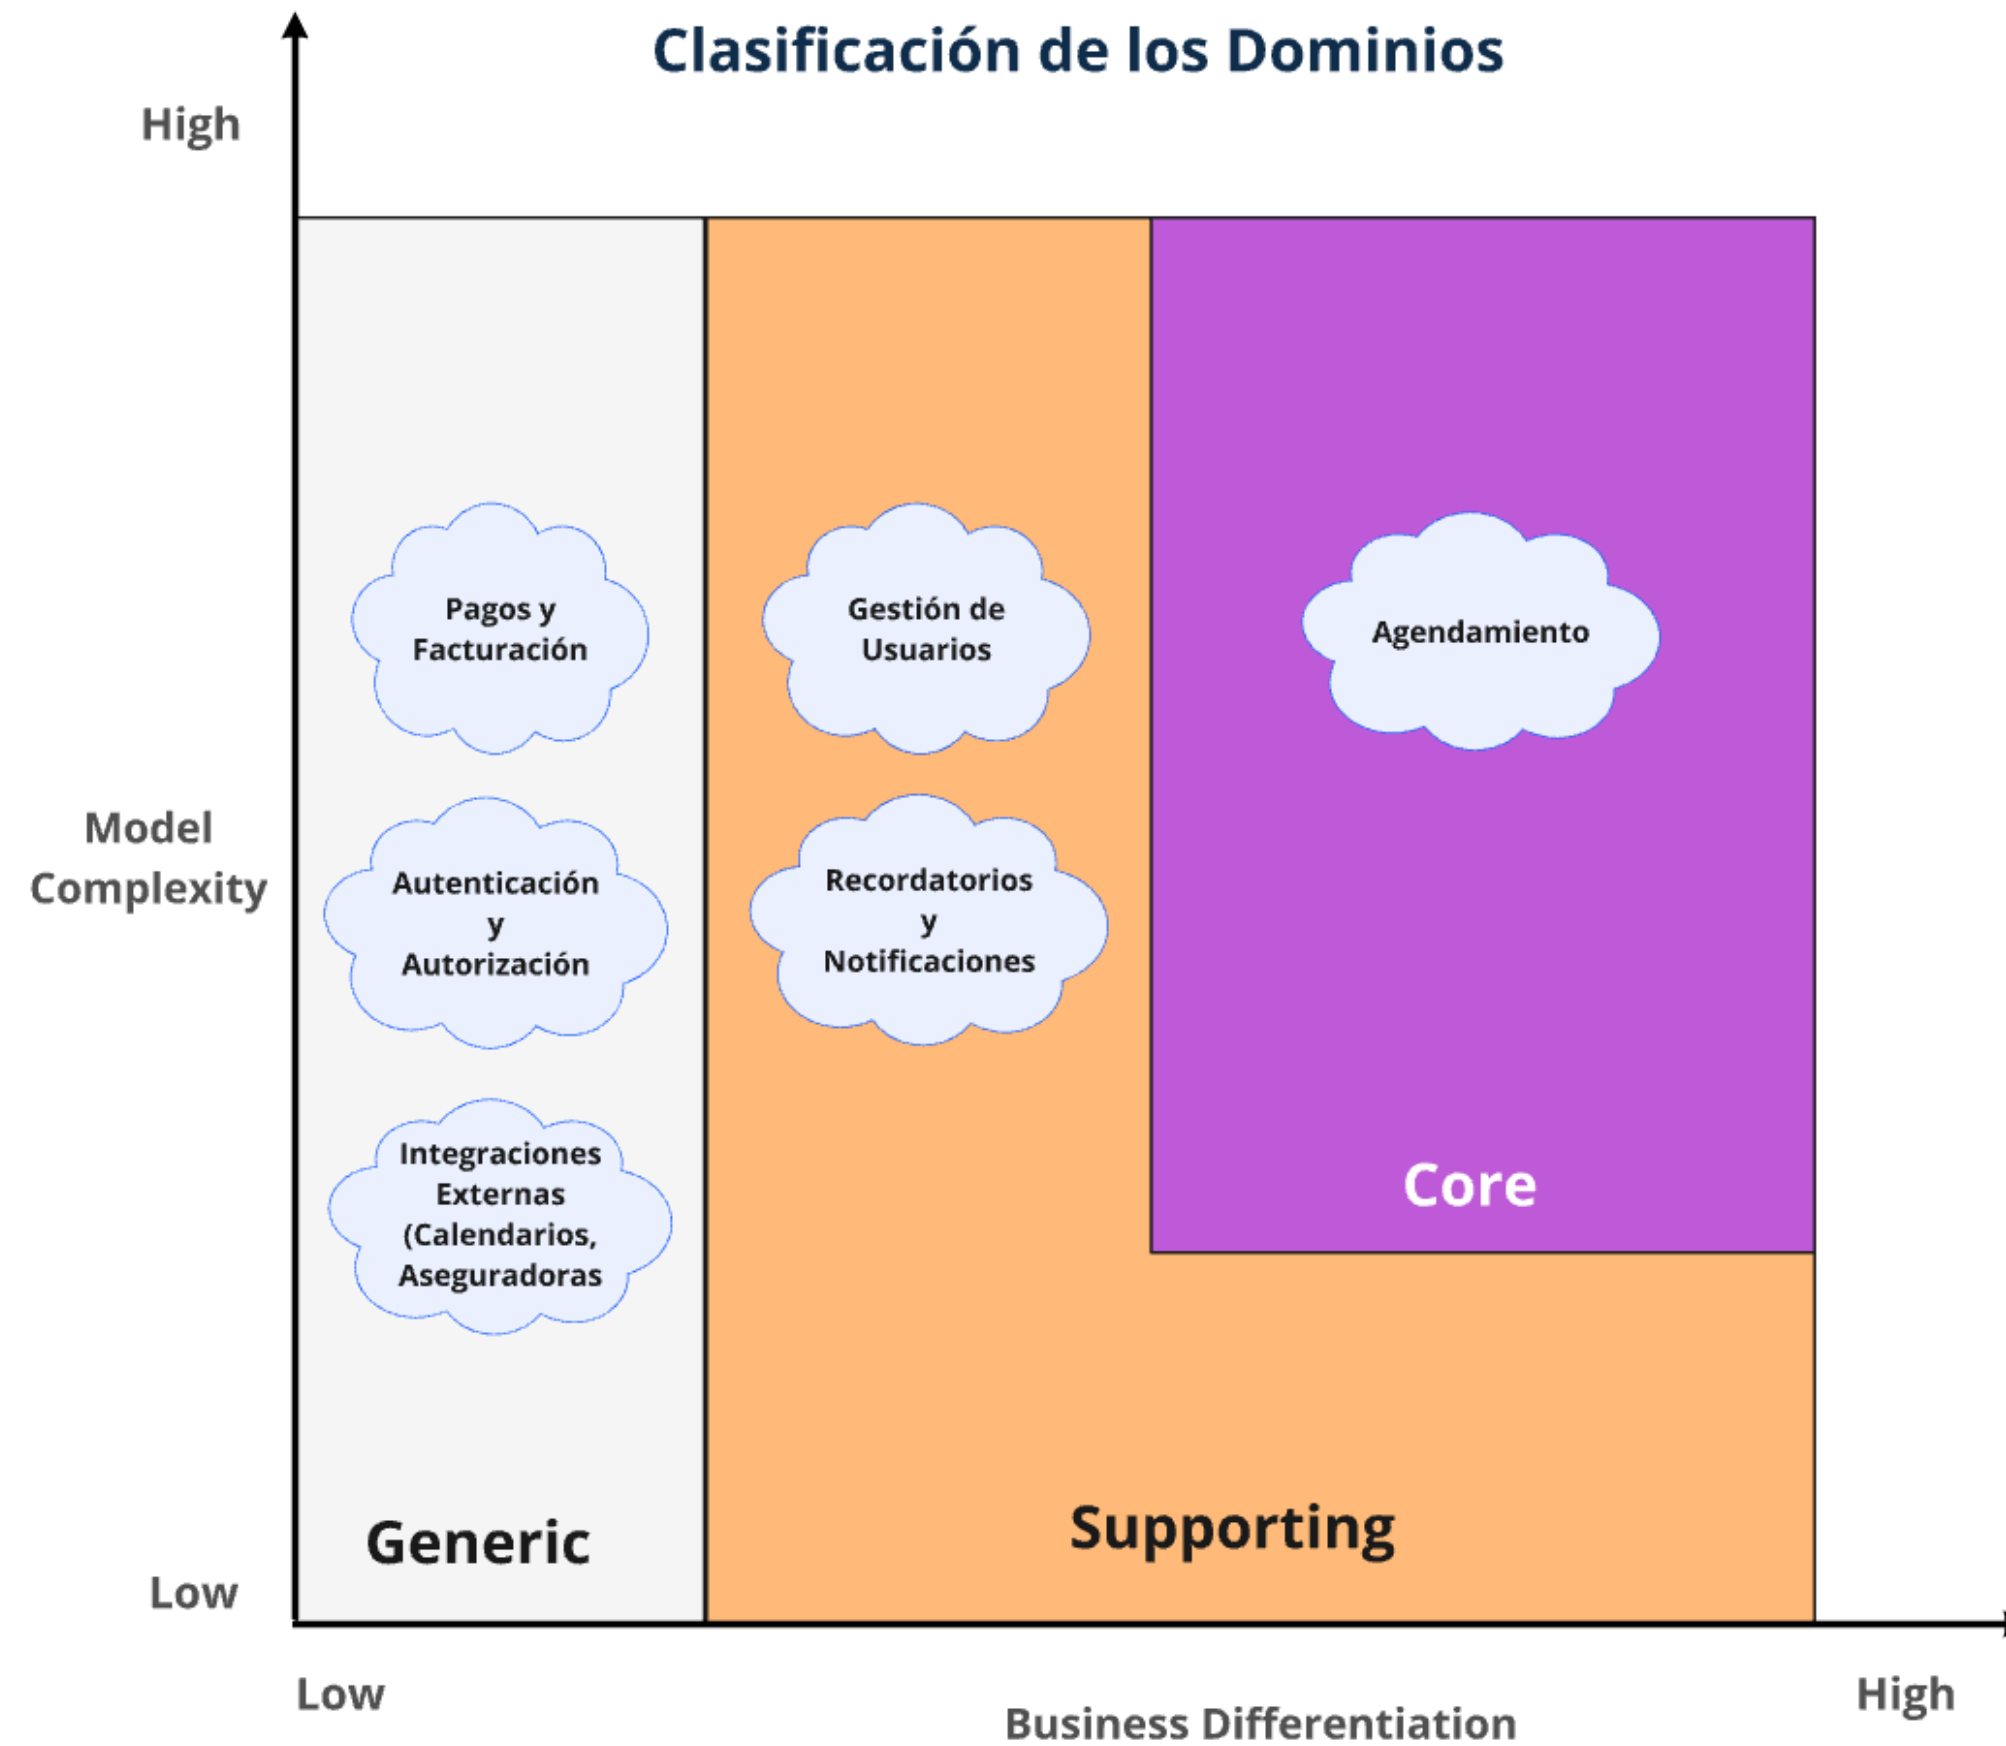 Clasificación de los Dominios
High
Model
Complexity
Low
Pagos y
Facturación
Autenticación
y
Autorización
Integraciones
Externas
(Calendarios,
Aseguradoras
Generic
Gestión de
Usuarios
Recordatorios
y
Notificaciones
Supporting
Agendamiento
Core
Low
Business Differentiation
High